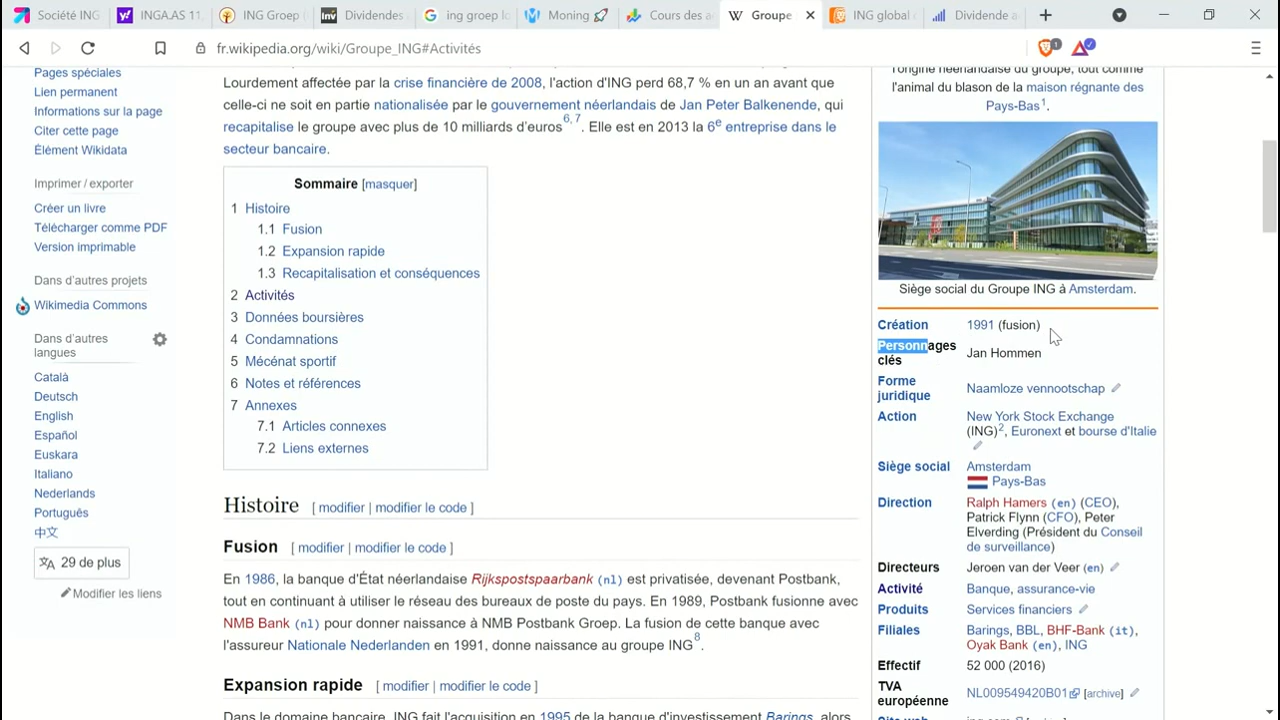 Société ING
INGA.AS 11,
ING Groep (
Dividendes
ing groep lo
Moning
Cours des a
Groupe
ING global
Dividende a
fr.wikipedia.org/wiki/Groupe_ING#Activités
Pages spéciales
Lien permanent
Informations sur la page
Citer cette page
Élément Wikidata
Imprimer / exporter
Créer un livre
Télécharger comme PDF
Version imprimable
Dans d'autres projets
Wikimedia Commons
Dans d'autres
langues
Català
Deutsch
English
Español
Euskara
Italiano
Nederlands
Português
中文
29 de plus
Modifier les liens
Lourdement affectée par la crise financière de 2008, l'action d'ING perd 68,7 % en un an avant que
celle-ci ne soit en partie nationalisée par le gouvernement néerlandais de Jan Peter Balkenende, qui
recapitalise le groupe avec plus de 10 milliards d'euros6,7. Elle est en 2013 la 6e entreprise dans le
secteur bancaire.
Sommaire [masquer]
1 Histoire
1.1 Fusion
1.2 Expansion rapide
1.3 Recapitalisation et conséquences
2 Activités
3 Données boursières
4 Condamnations
5 Mécénat sportif
6 Notes et références
7 Annexes
7.1 Articles connexes
7.2 Liens externes
Histoire [ modifier | modifier le code ]
Fusion [ modifier | modifier le code ]
En 1986, la banque d'État néerlandaise Rijkspostspaarbank (nl) est privatisée, devenant Postbank,
tout en continuant à utiliser le réseau des bureaux de poste du pays. En 1989, Postbank fusionne avec
NMB Bank (nl) pour donner naissance à NMB Postbank Groep. La fusion de cette banque avec
l'assureur Nationale Nederlanden en 1991, donne naissance au groupe ING8.
Expansion rapide [ modifier | modifier le code ]
Dans le domaine bancaire, ING fait l'acquisition en 1995 de la banque d'investissement Barings, alors
l'origine néerlandaise du groupe, tout comme
l'animal du blason de la maison régnante des
Pays-Bas1.
Siège social du Groupe ING à Amsterdam.
Création 1991 (fusion)
Personnages
clés Jan Hommen
Forme
juridique Naamloze vennootschap
Action New York Stock Exchange
(ING)2, Euronext et bourse d'Italie
Siège social Amsterdam
Pays-Bas
Direction Ralph Hamers (en) (CEO),
Patrick Flynn (CFO), Peter
Elverding (Président du Conseil
de surveillance)
Directeurs Jeroen van der Veer (en)
Activité Banque, assurance-vie
Produits Services financiers
Filiales Barings, BBL, BHF-Bank (it),
Oyak Bank (en), ING
Effectif 52 000 (2016)
TVA
européenne NL009549420B01 [archive]